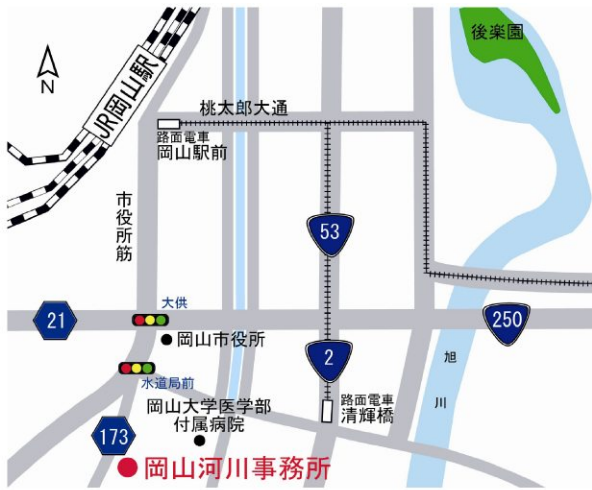 後楽園
N
JR岡山駅
桃太郎大通
路面電車
岡山駅前
市役所筋
53
大供
21
250
岡山市役所
2
旭川
水道局前
路面電車
清輝橋
岡山大学医学部
付属病院
173
岡山河川事務所